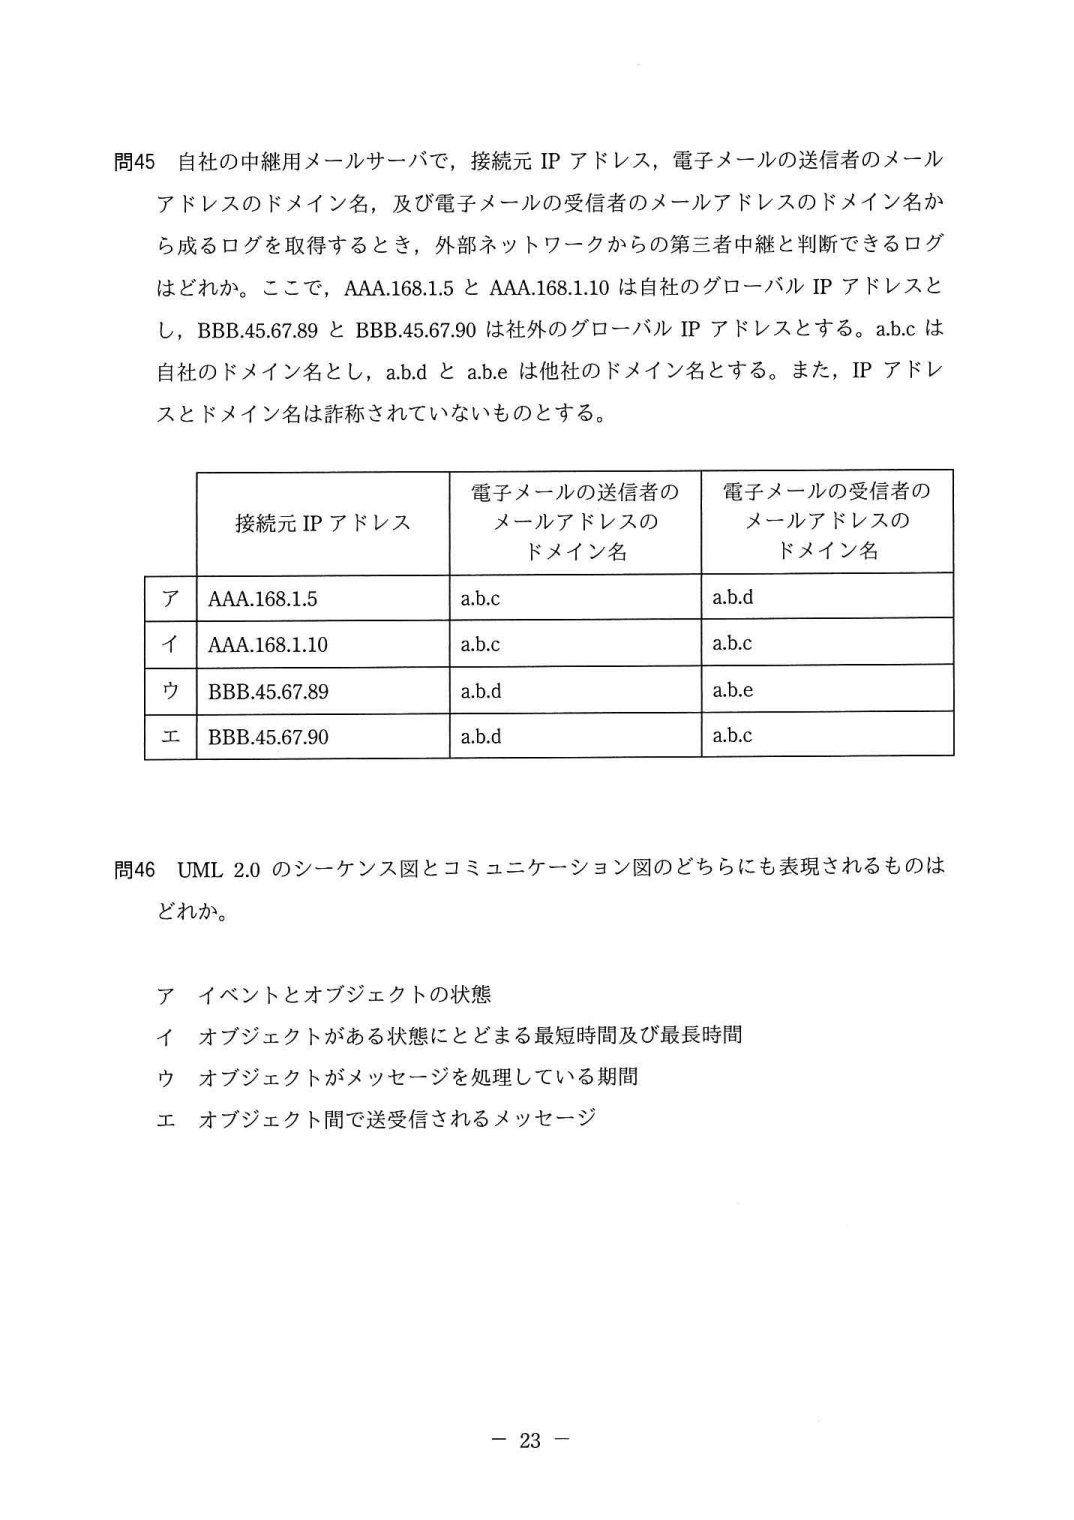 問45 自社の中継用メールサーバで，接続元 IP アドレス，電子メールの送信者のメール
アドレスのドメイン名，及び電子メールの受信者のメールアドレスのドメイン名か
ら成るログを取得するとき，外部ネットワークからの第三者中継と判断できるログ
はどれか。ここで，AAA.168.1.5 と AAA.168.1.10 は自社のグローバル IP アドレスと
し，BBB.45.67.89 と BBB.45.67.90 は社外のグローバル IP アドレスとする。a.b.c は
自社のドメイン名とし，a.b.d と a.b.e は他社のドメイン名とする。また，IP アドレ
スとドメイン名は詐称されていないものとする。
接続元 IP アドレス
電子メールの送信者の
メールアドレスの
ドメイン名
電子メールの受信者の
メールアドレスの
ドメイン名
ア AAA.168.1.5 a.b.c a.b.d
イ AAA.168.1.10 a.b.c a.b.c
ウ BBB.45.67.89 a.b.d a.b.e
エ BBB.45.67.90 a.b.d a.b.c
問46 UML 2.0 のシーケンス図とコミュニケーション図のどちらにも表現されるものは
どれか。
ア イベントとオブジェクトの状態
イ オブジェクトがある状態にとどまる最短時間及び最長時間
ウ オブジェクトがメッセージを処理している期間
エ オブジェクト間で送受信されるメッセージ
－ 23 －